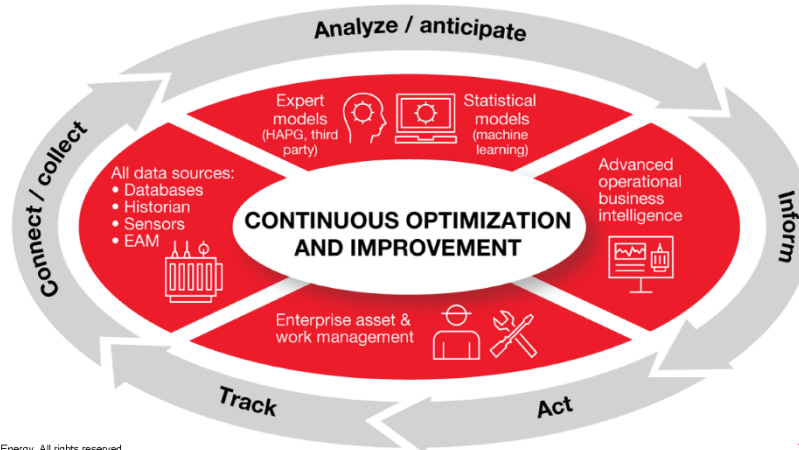 Analyze / anticipate
Connect / collect
Inform
Act
Track
Expert
models
(HAPG, third
party)
Statistical
models
(machine
learning)
All data sources:
• Databases
• Historian
• Sensors
• EAM
Advanced
operational
business
intelligence
CONTINUOUS OPTIMIZATION
AND IMPROVEMENT
Enterprise asset &
work management
Energy. All rights reserved